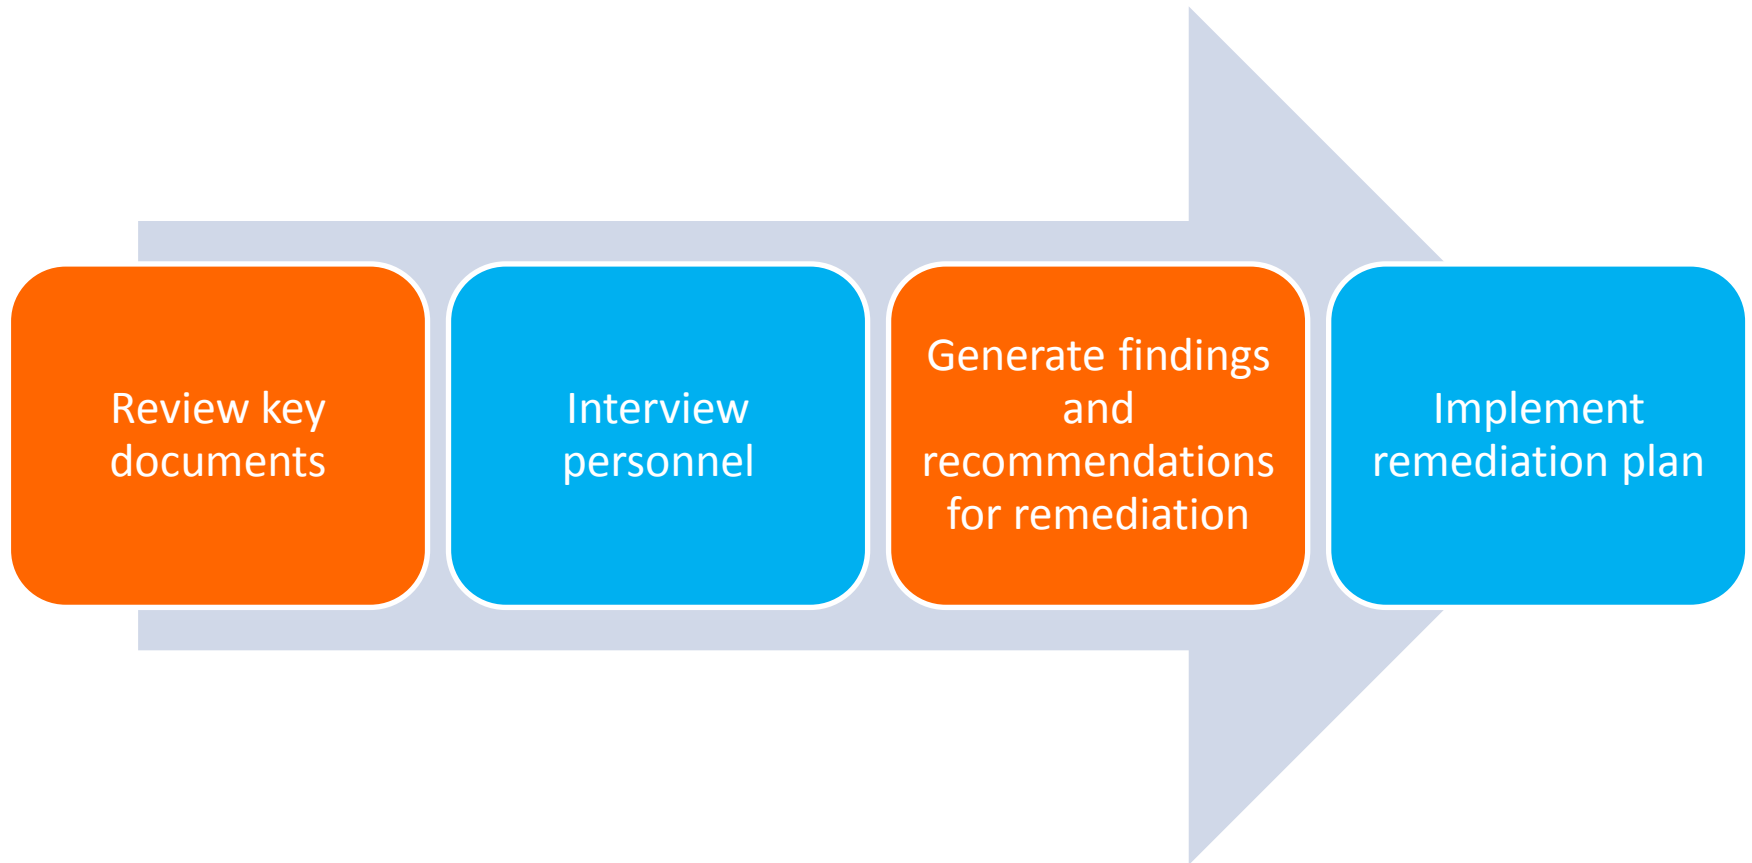 Review key
documents
Interview
personnel
Generate findings
and
recommendations
for remediation
Implement
remediation plan